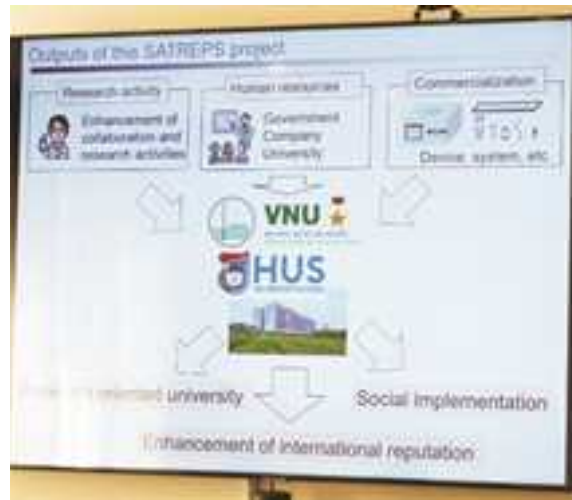 Outputs of this SATREPS project
Research activity
Enhancement of
collaboration and
research activities
Human resources
Government
Company
University
Commercialization
Device, system, etc.
VNU
HUS
university
Social implementation
Enhancement of international reputation